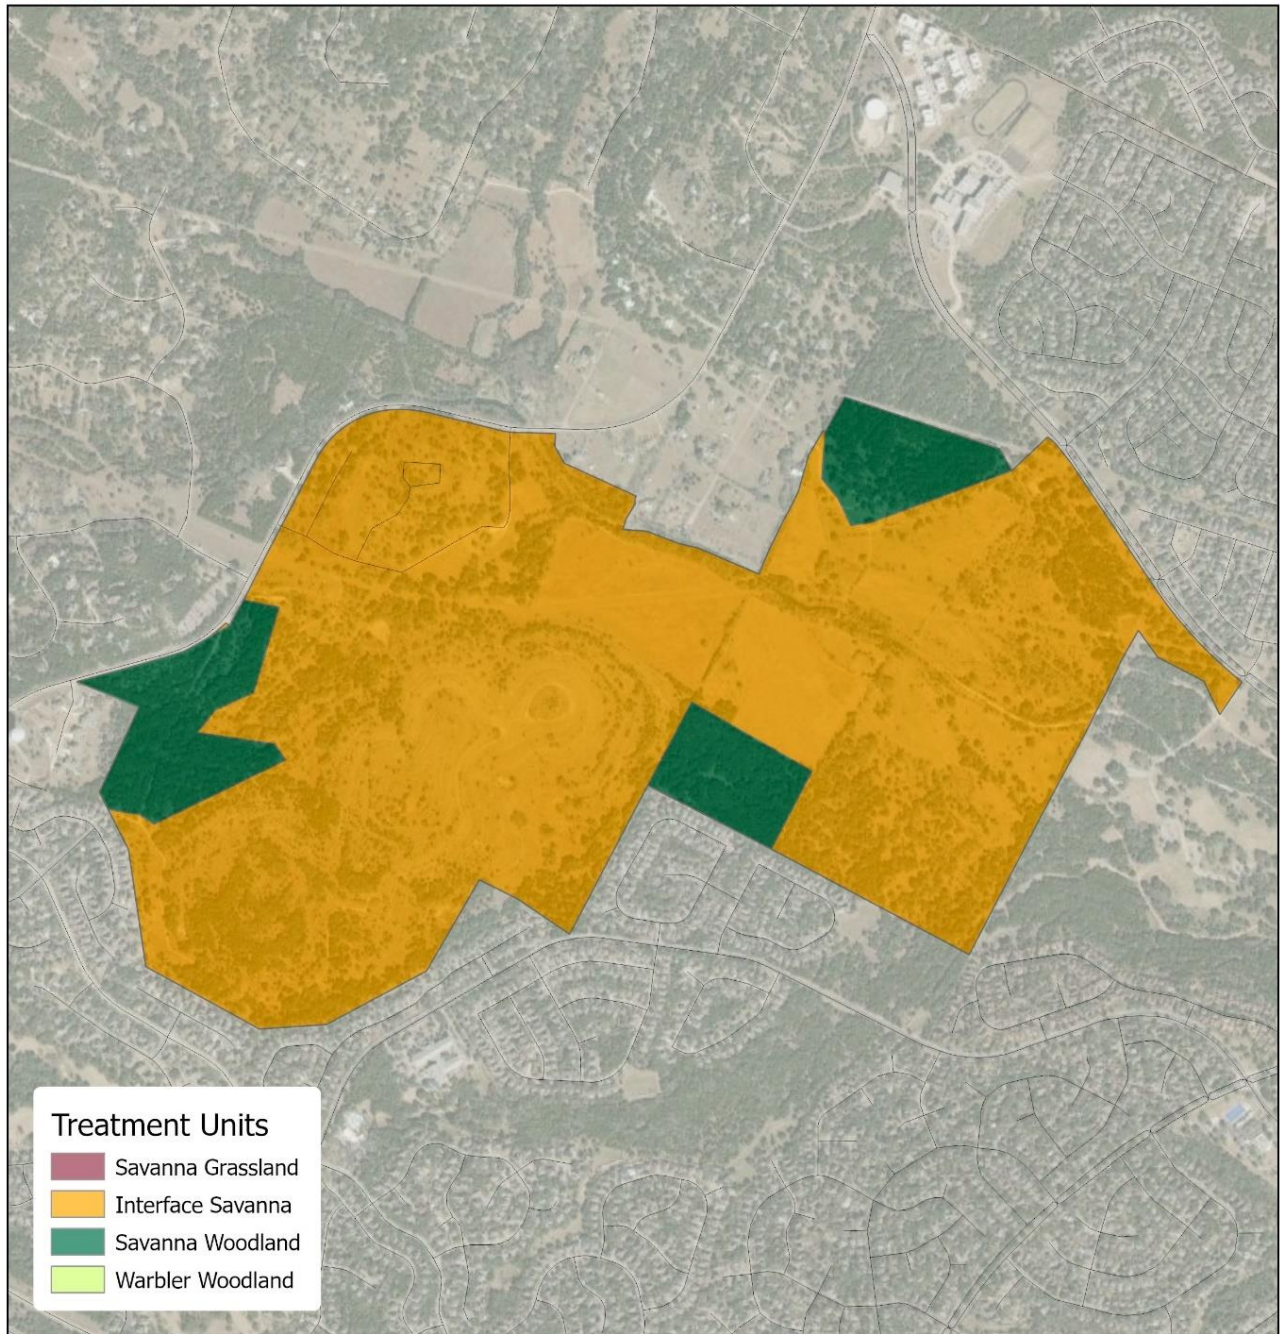 Treatment Units
Savanna Grassland
Interface Savanna
Savanna Woodland
Warbler Woodland